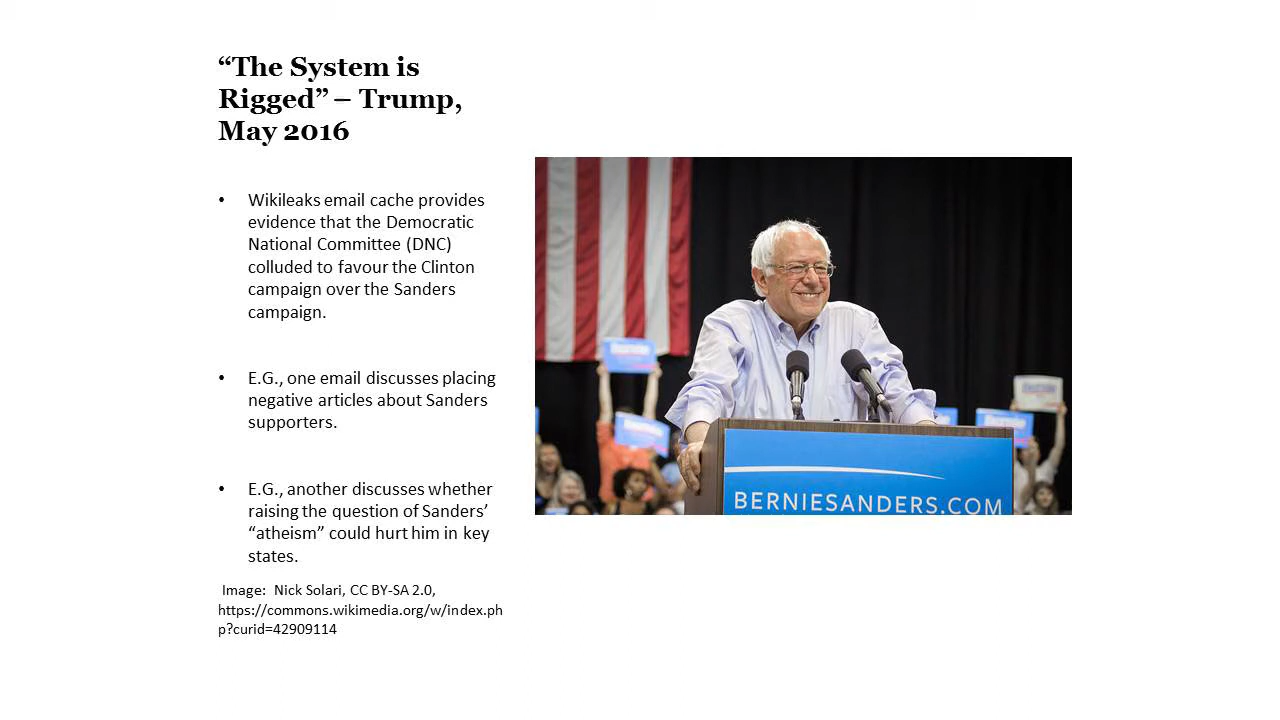 “The System is
Rigged” – Trump,
May 2016
• Wikileaks email cache provides
evidence that the Democratic
National Committee (DNC)
colluded to favour the Clinton
campaign over the Sanders
campaign.
• E.G., one email discusses placing
negative articles about Sanders
supporters.
• E.G., another discusses whether
raising the question of Sanders’
“atheism” could hurt him in key
states.
Image: Nick Solari, CC BY-SA 2.0,
https://commons.wikimedia.org/w/index.ph
p?curid=42909114
BERNIESANDERS.COM